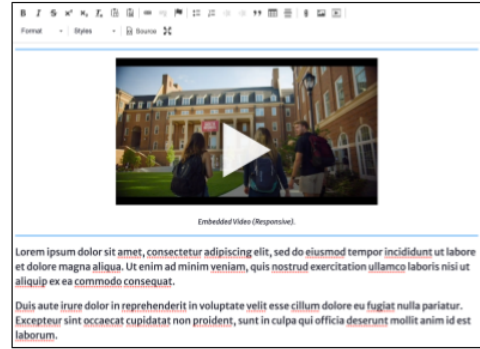 B I S x² xₓ Iₓ
Format Styles Source
Embedded Video (Responsive).
Lorem ipsum dolor sit amet, consectetur adipiscing elit, sed do eiusmod tempor incididunt ut labore
et dolore magna aliqua. Ut enim ad minim veniam, quis nostrud exercitation ullamco laboris nisi ut
aliquip ex ea commodo consequat.
Duis aute irure dolor in reprehenderit in voluptate velit esse cillum dolore eu fugiat nulla pariatur.
Excepteur sint occaecat cupidatat non proident, sunt in culpa qui officia deserunt mollit anim id est
laborum.